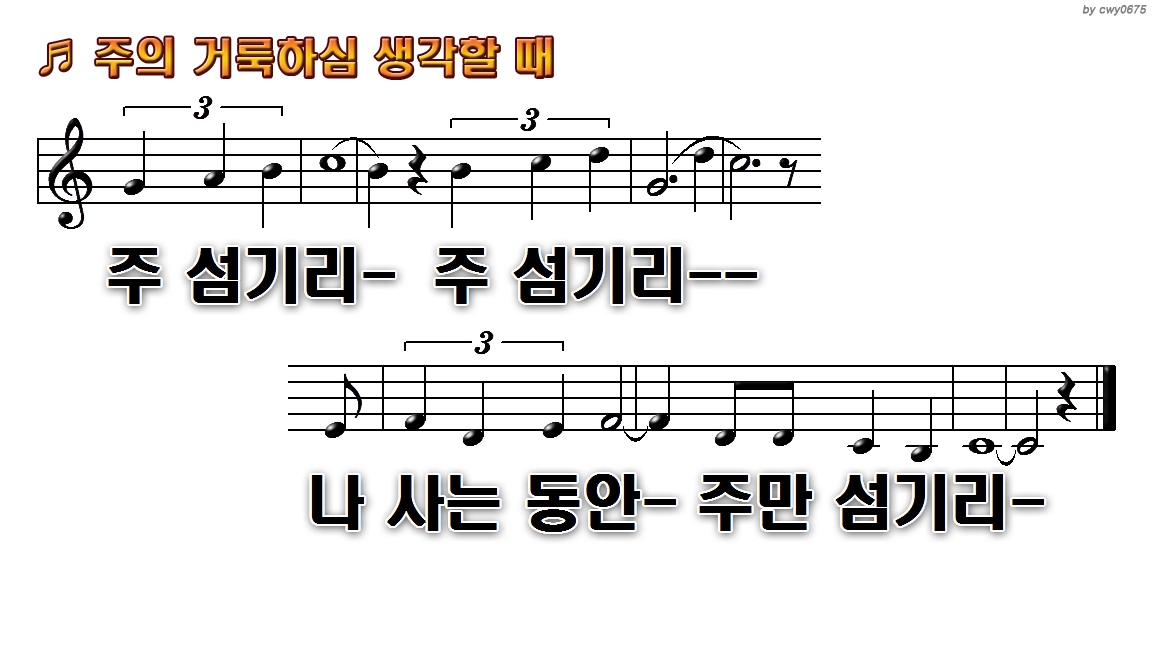 by cwy0675
♬ 주의 거룩하심 생각할 때
3 3
주 섬기리- 주 섬기리--
3
나 사는 동안- 주만 섬기리-